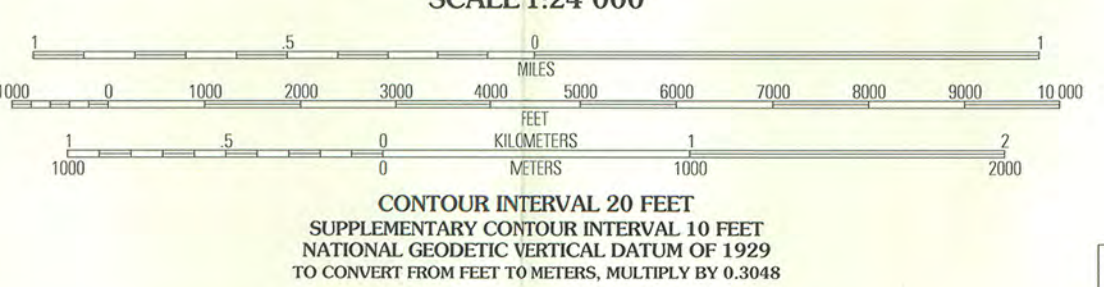 SCALE 1:24 000
1 .5 0 1
MILES
1000 0 1000 2000 3000 4000 5000 6000 7000 8000 9000 10 000
FEET
1 .5 0 KILOMETERS 1 2
1000 0 METERS 1000 2000
CONTOUR INTERVAL 20 FEET
SUPPLEMENTARY CONTOUR INTERVAL 10 FEET
NATIONAL GEODETIC VERTICAL DATUM OF 1929
TO CONVERT FROM FEET TO METERS, MULTIPLY BY 0.3048